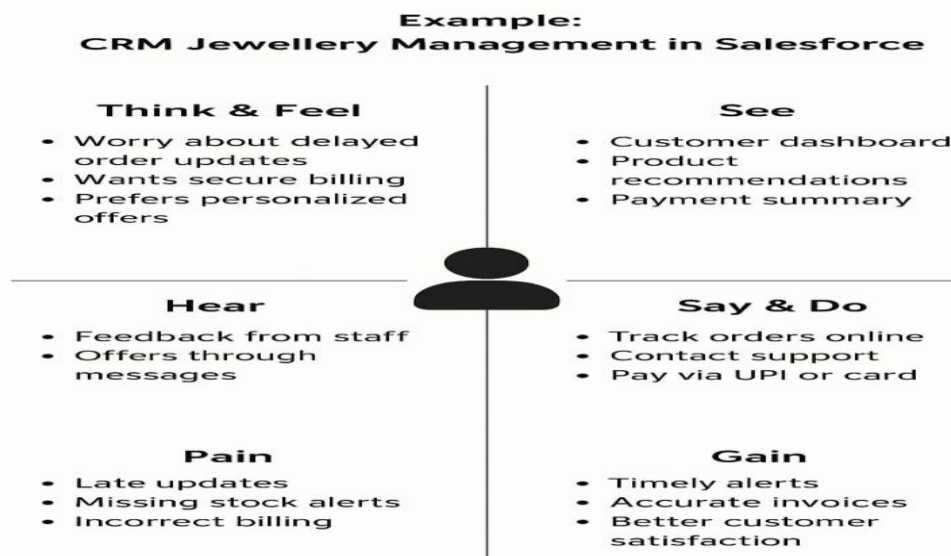 Example:
CRM Jewellery Management in Salesforce
Think & Feel
• Worry about delayed
order updates
• Wants secure billing
• Prefers personalized
offers
See
• Customer dashboard
• Product
recommendations
• Payment summary
Hear
• Feedback from staff
• Offers through
messages
Say & Do
• Track orders online
• Contact support
• Pay via UPI or card
Pain
• Late updates
• Missing stock alerts
• Incorrect billing
Gain
• Timely alerts
• Accurate invoices
• Better customer
satisfaction